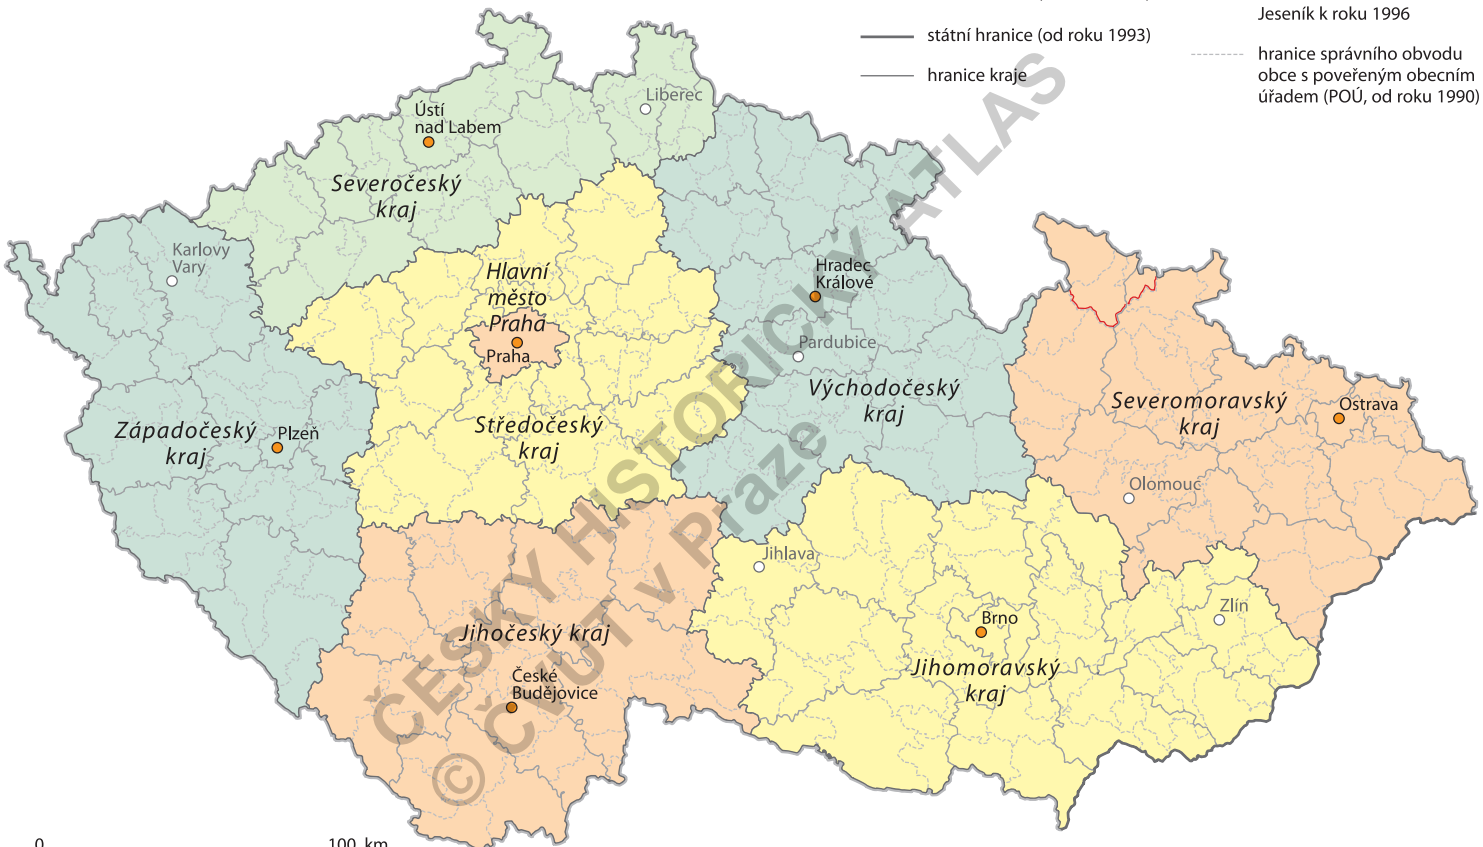 Jeseník k roku 1996
státní hranice (od roku 1993)
hranice správního obvodu
obce s pověřeným obecním
úřadem (POÚ, od roku 1990)
hranice kraje
Liberec
Ústí
nad Labem
Severočeský
kraj
Karlovy
Vary
Hlavní
město
Praha
Praha
Hradec
Králové
Pardubice
Východočeský
kraj
Západočeský
kraj
Plzeň
Středočeský
kraj
Severomoravský
kraj
Ostrava
Olomouc
Jihlava
Zlín
Brno
Jihočeský kraj
České
Budějovice
Jihomoravský
kraj
ČESKÝ HISTORICKÝ ATLAS
© ČVUT v Praze
0 100 km